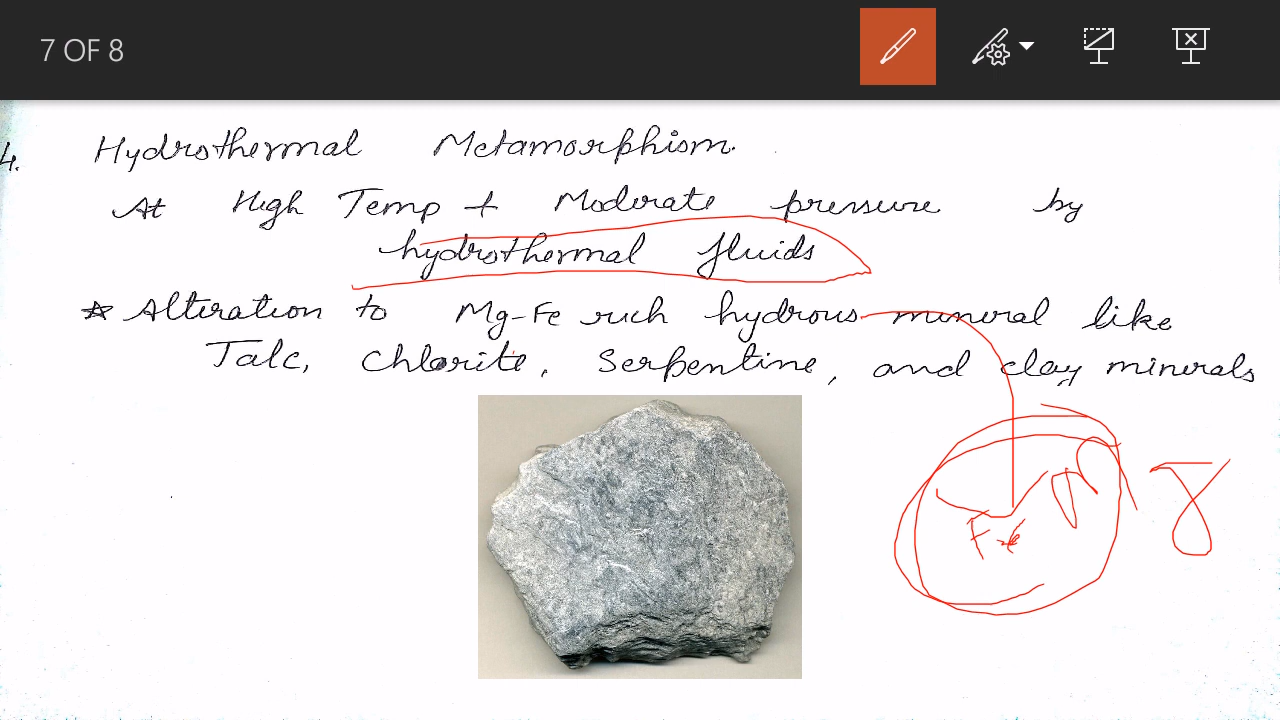 7 OF 8
4. Hydrothermal Metamorphism.
At High Temp + Moderate pressure by
hydrothermal fluids
☆ Alteration to Mg-Fe rich hydrous mineral like
Talc, Chlorite, Serpentine, and clay minerals
Fe
8